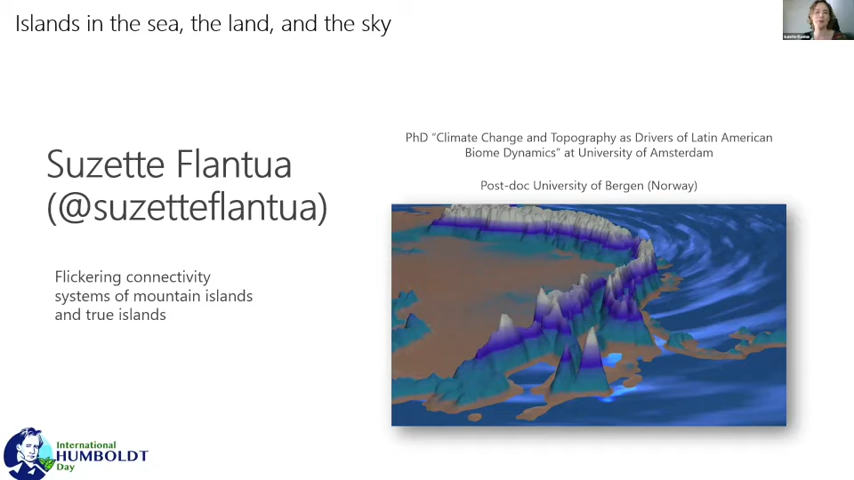 Islands in the sea, the land, and the sky
Suzette Flantua
(@suzetteflantua)
Flickering connectivity
systems of mountain islands
and true islands
PhD "Climate Change and Topography as Drivers of Latin American
Biome Dynamics" at University of Amsterdam
Post-doc University of Bergen (Norway)
International
HUMBOLDT
Day